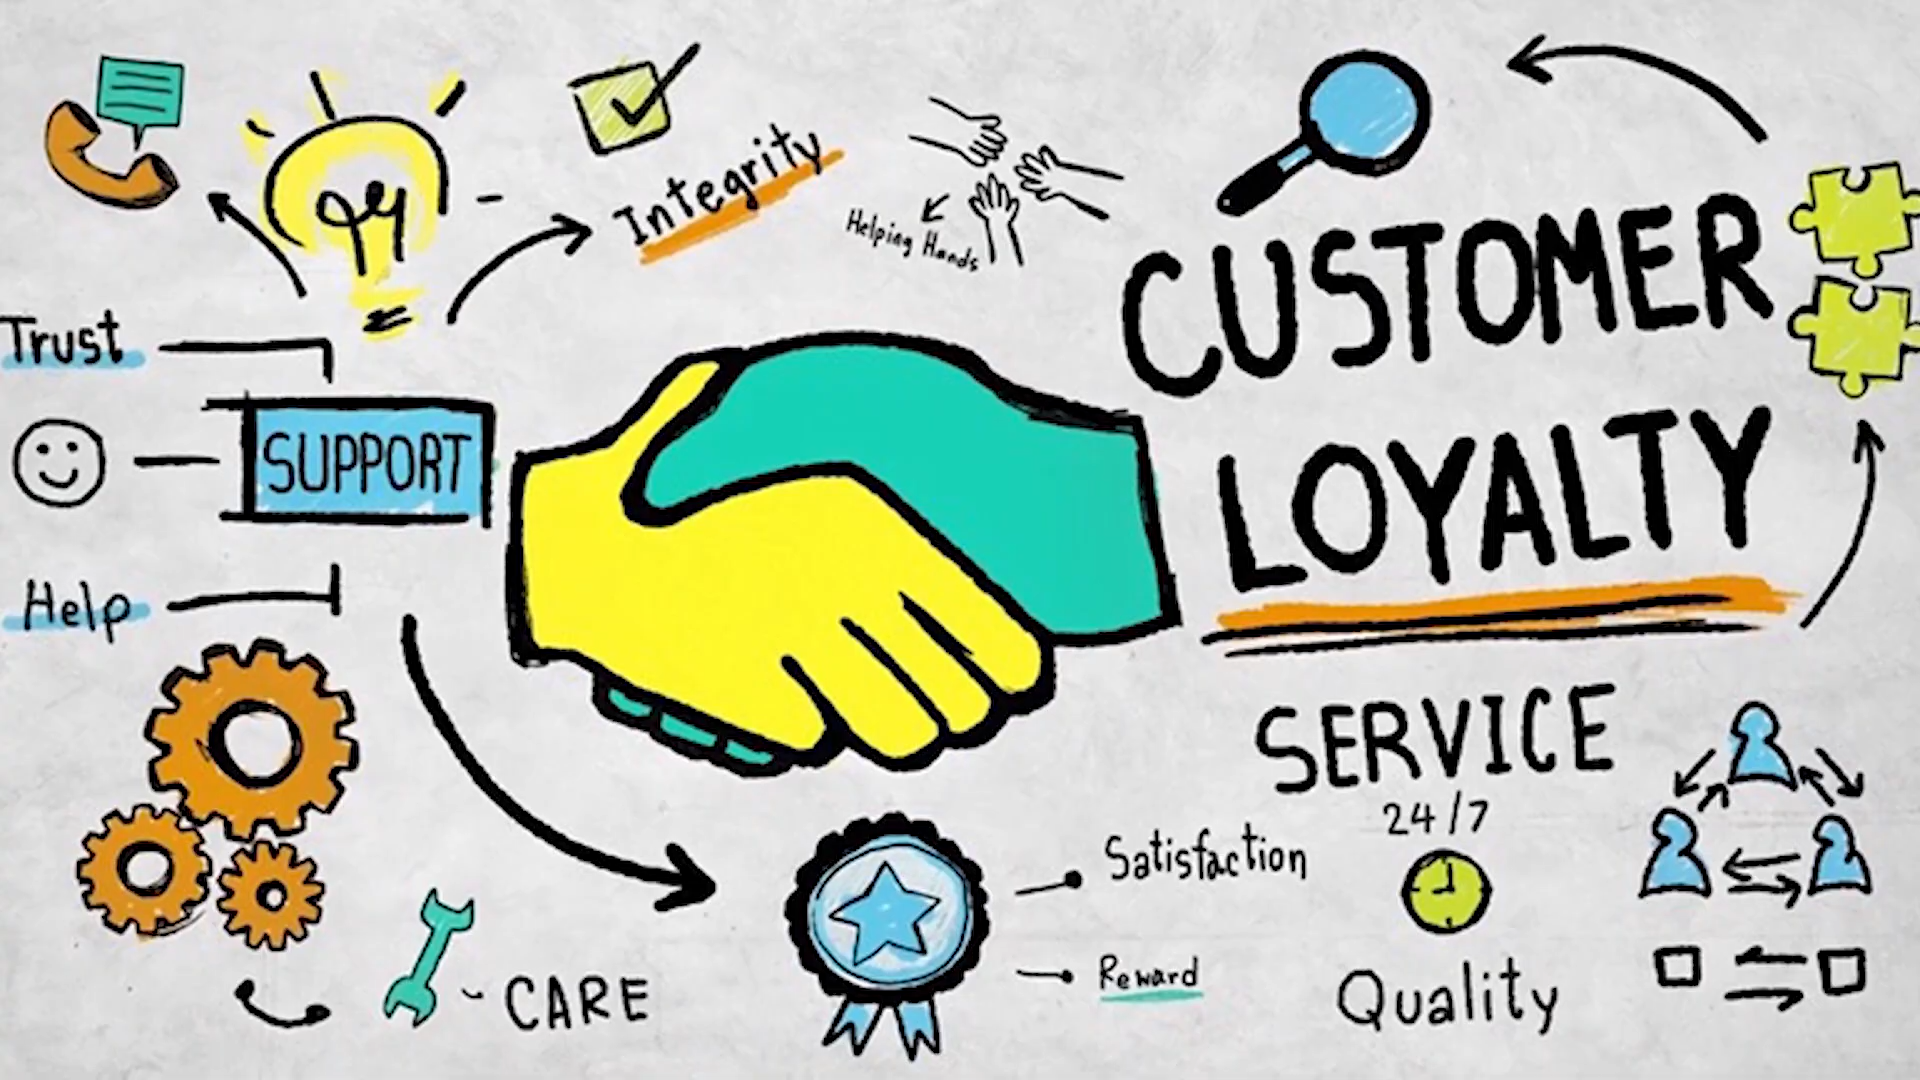 Integrity
Helping Hands
CUSTOMER
LOYALTY
Trust
SUPPORT
Help
SERVICE
24/7
Satisfaction
Reward
Quality
CARE